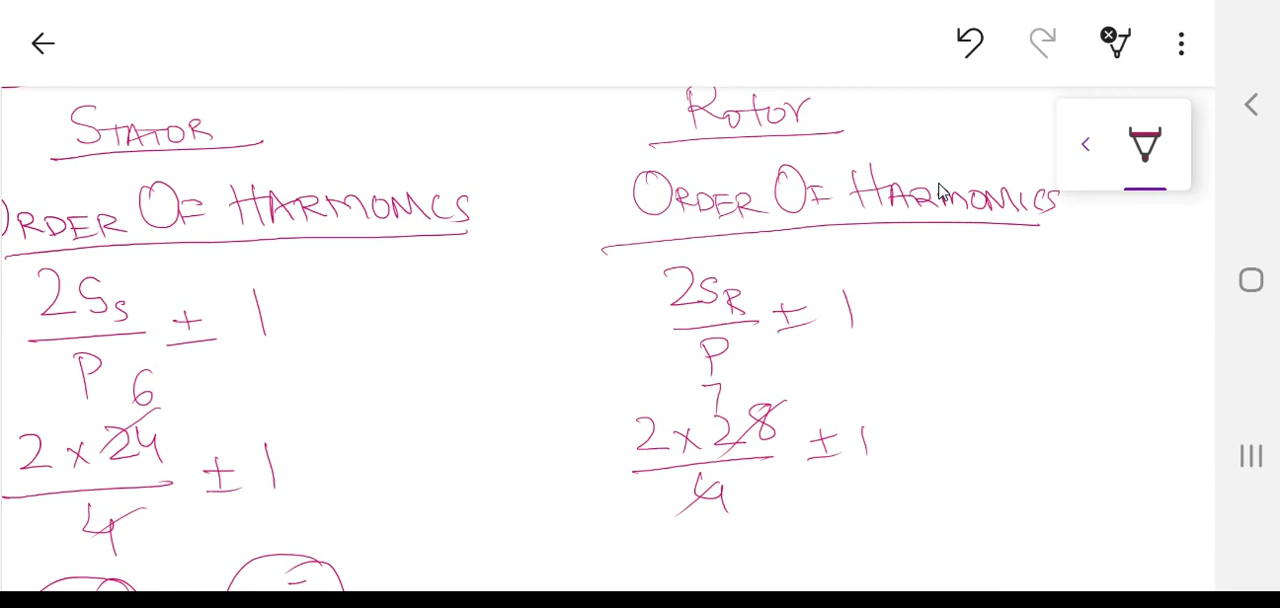 STATOR
ORDER OF HARMONICS
2Ss
P
± 1
6
2 x 24
4
± 1
=
Rotor
ORDER OF HARMONICS
2SR
P
± 1
7
2 x 28
4
± 1